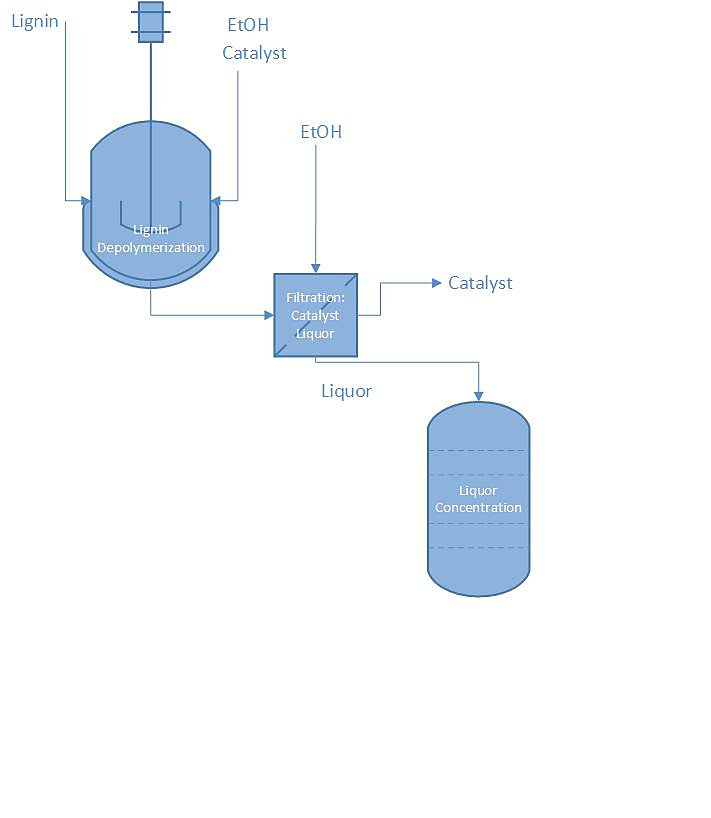 Lignin
EtOH
Catalyst
EtOH
Lignin
Depolymerization
Filtration:
Catalyst
Liquor
Catalyst
Liquor
Liquor
Concentration